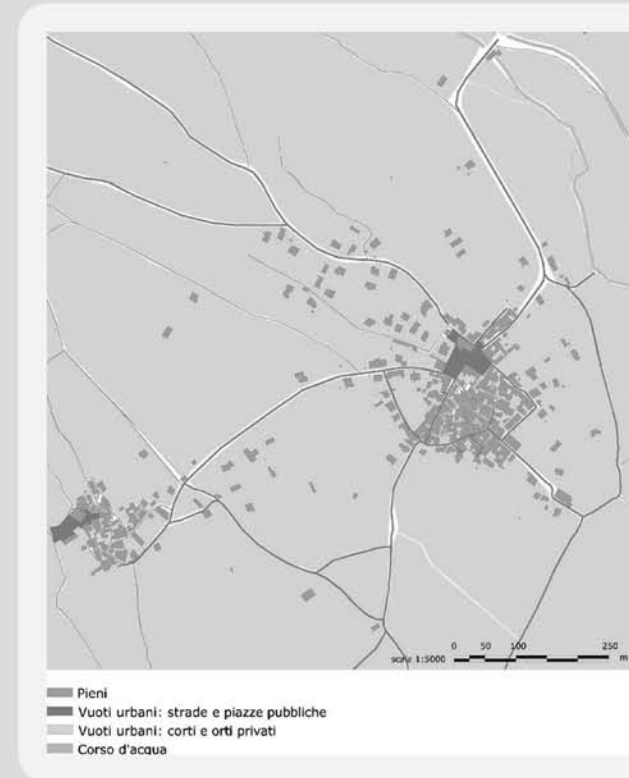 scala 1:5000 0 50 100 250
m
Pieni
Vuoti urbani: strade e piazze pubbliche
Vuoti urbani: corti e orti privati
Corso d'acqua